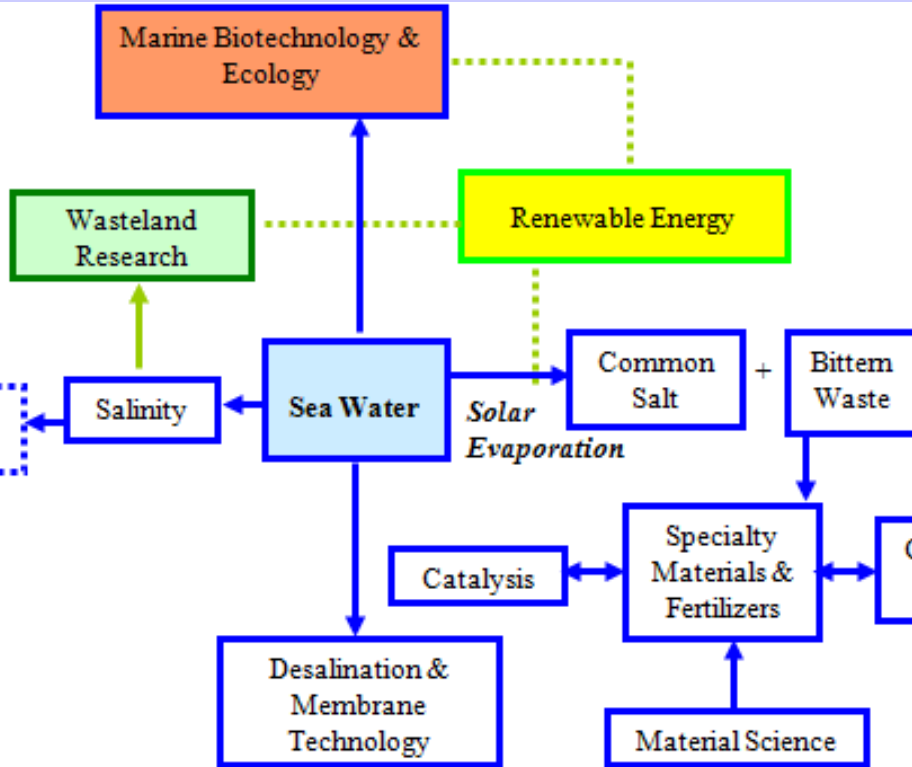 Marine Biotechnology &
Ecology
Wasteland
Research
Renewable Energy
Salinity
Sea Water
Solar
Evaporation
Common
Salt
+
Bittern
Waste
Catalysis
Specialty
Materials &
Fertilizers
Desalination &
Membrane
Technology
Material Science